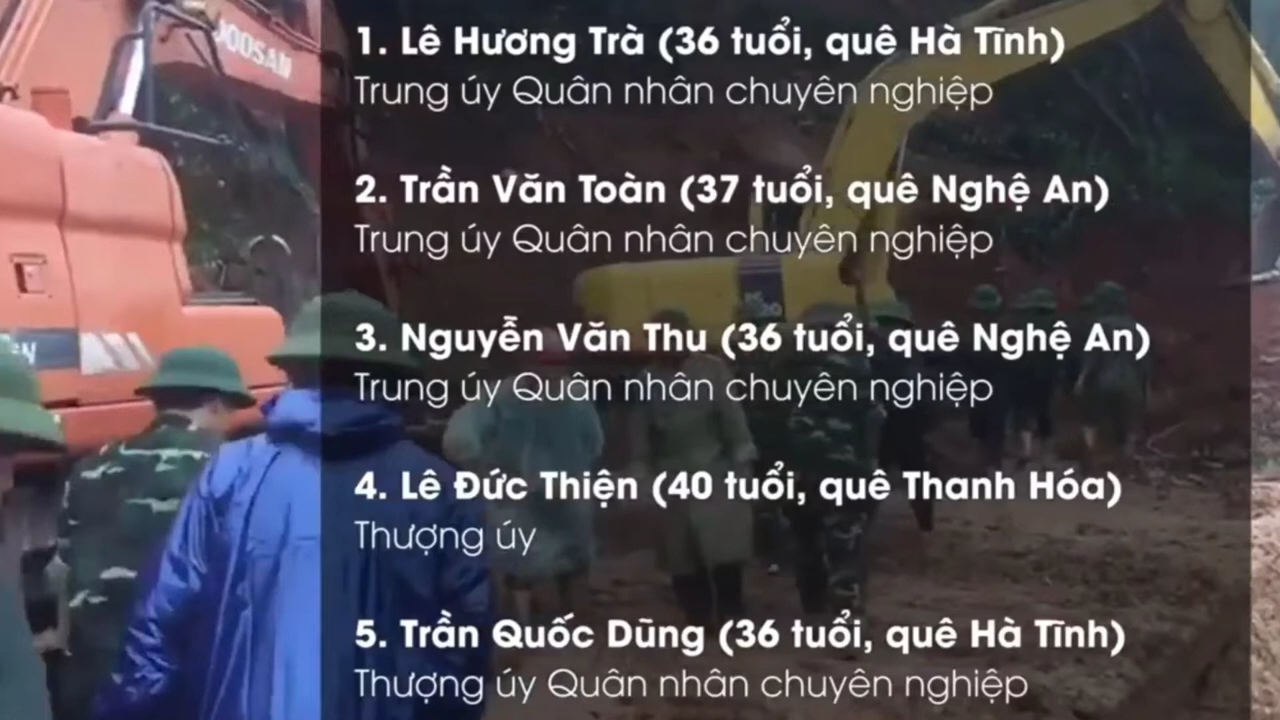 DOOSAN
1. Lê Hương Trà (36 tuổi, quê Hà Tĩnh)
Trung úy Quân nhân chuyên nghiệp
2. Trần Văn Toàn (37 tuổi, quê Nghệ An)
Trung úy Quân nhân chuyên nghiệp
3. Nguyễn Văn Thu (36 tuổi, quê Nghệ An)
Trung úy Quân nhân chuyên nghiệp
4. Lê Đức Thiện (40 tuổi, quê Thanh Hóa)
Thượng úy
5. Trần Quốc Dũng (36 tuổi, quê Hà Tĩnh)
Thượng úy Quân nhân chuyên nghiệp